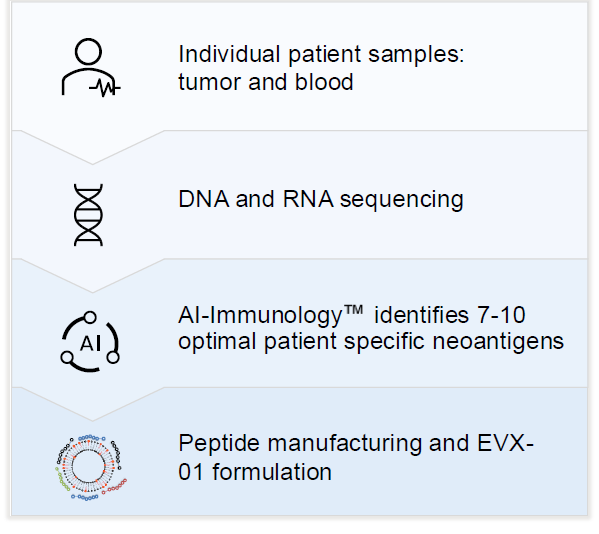 Individual patient samples:
tumor and blood
DNA and RNA sequencing
AI-Immunology™ identifies 7-10
optimal patient specific neoantigens
AI
Peptide manufacturing and EVX-
01 formulation